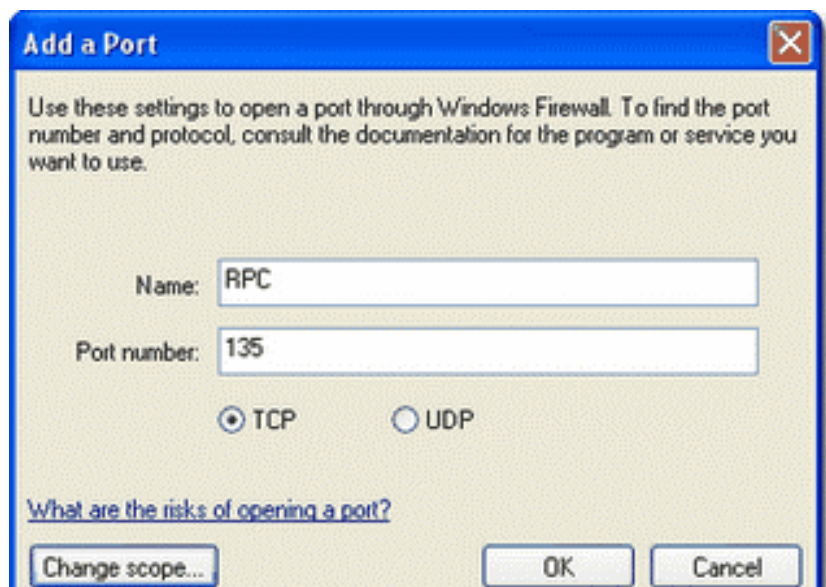 Add a Port
Use these settings to open a port through Windows Firewall. To find the port
number and protocol, consult the documentation for the program or service you
want to use.
Name: RPC
Port number: 135
TCP UDP
What are the risks of opening a port?
Change scope... OK Cancel